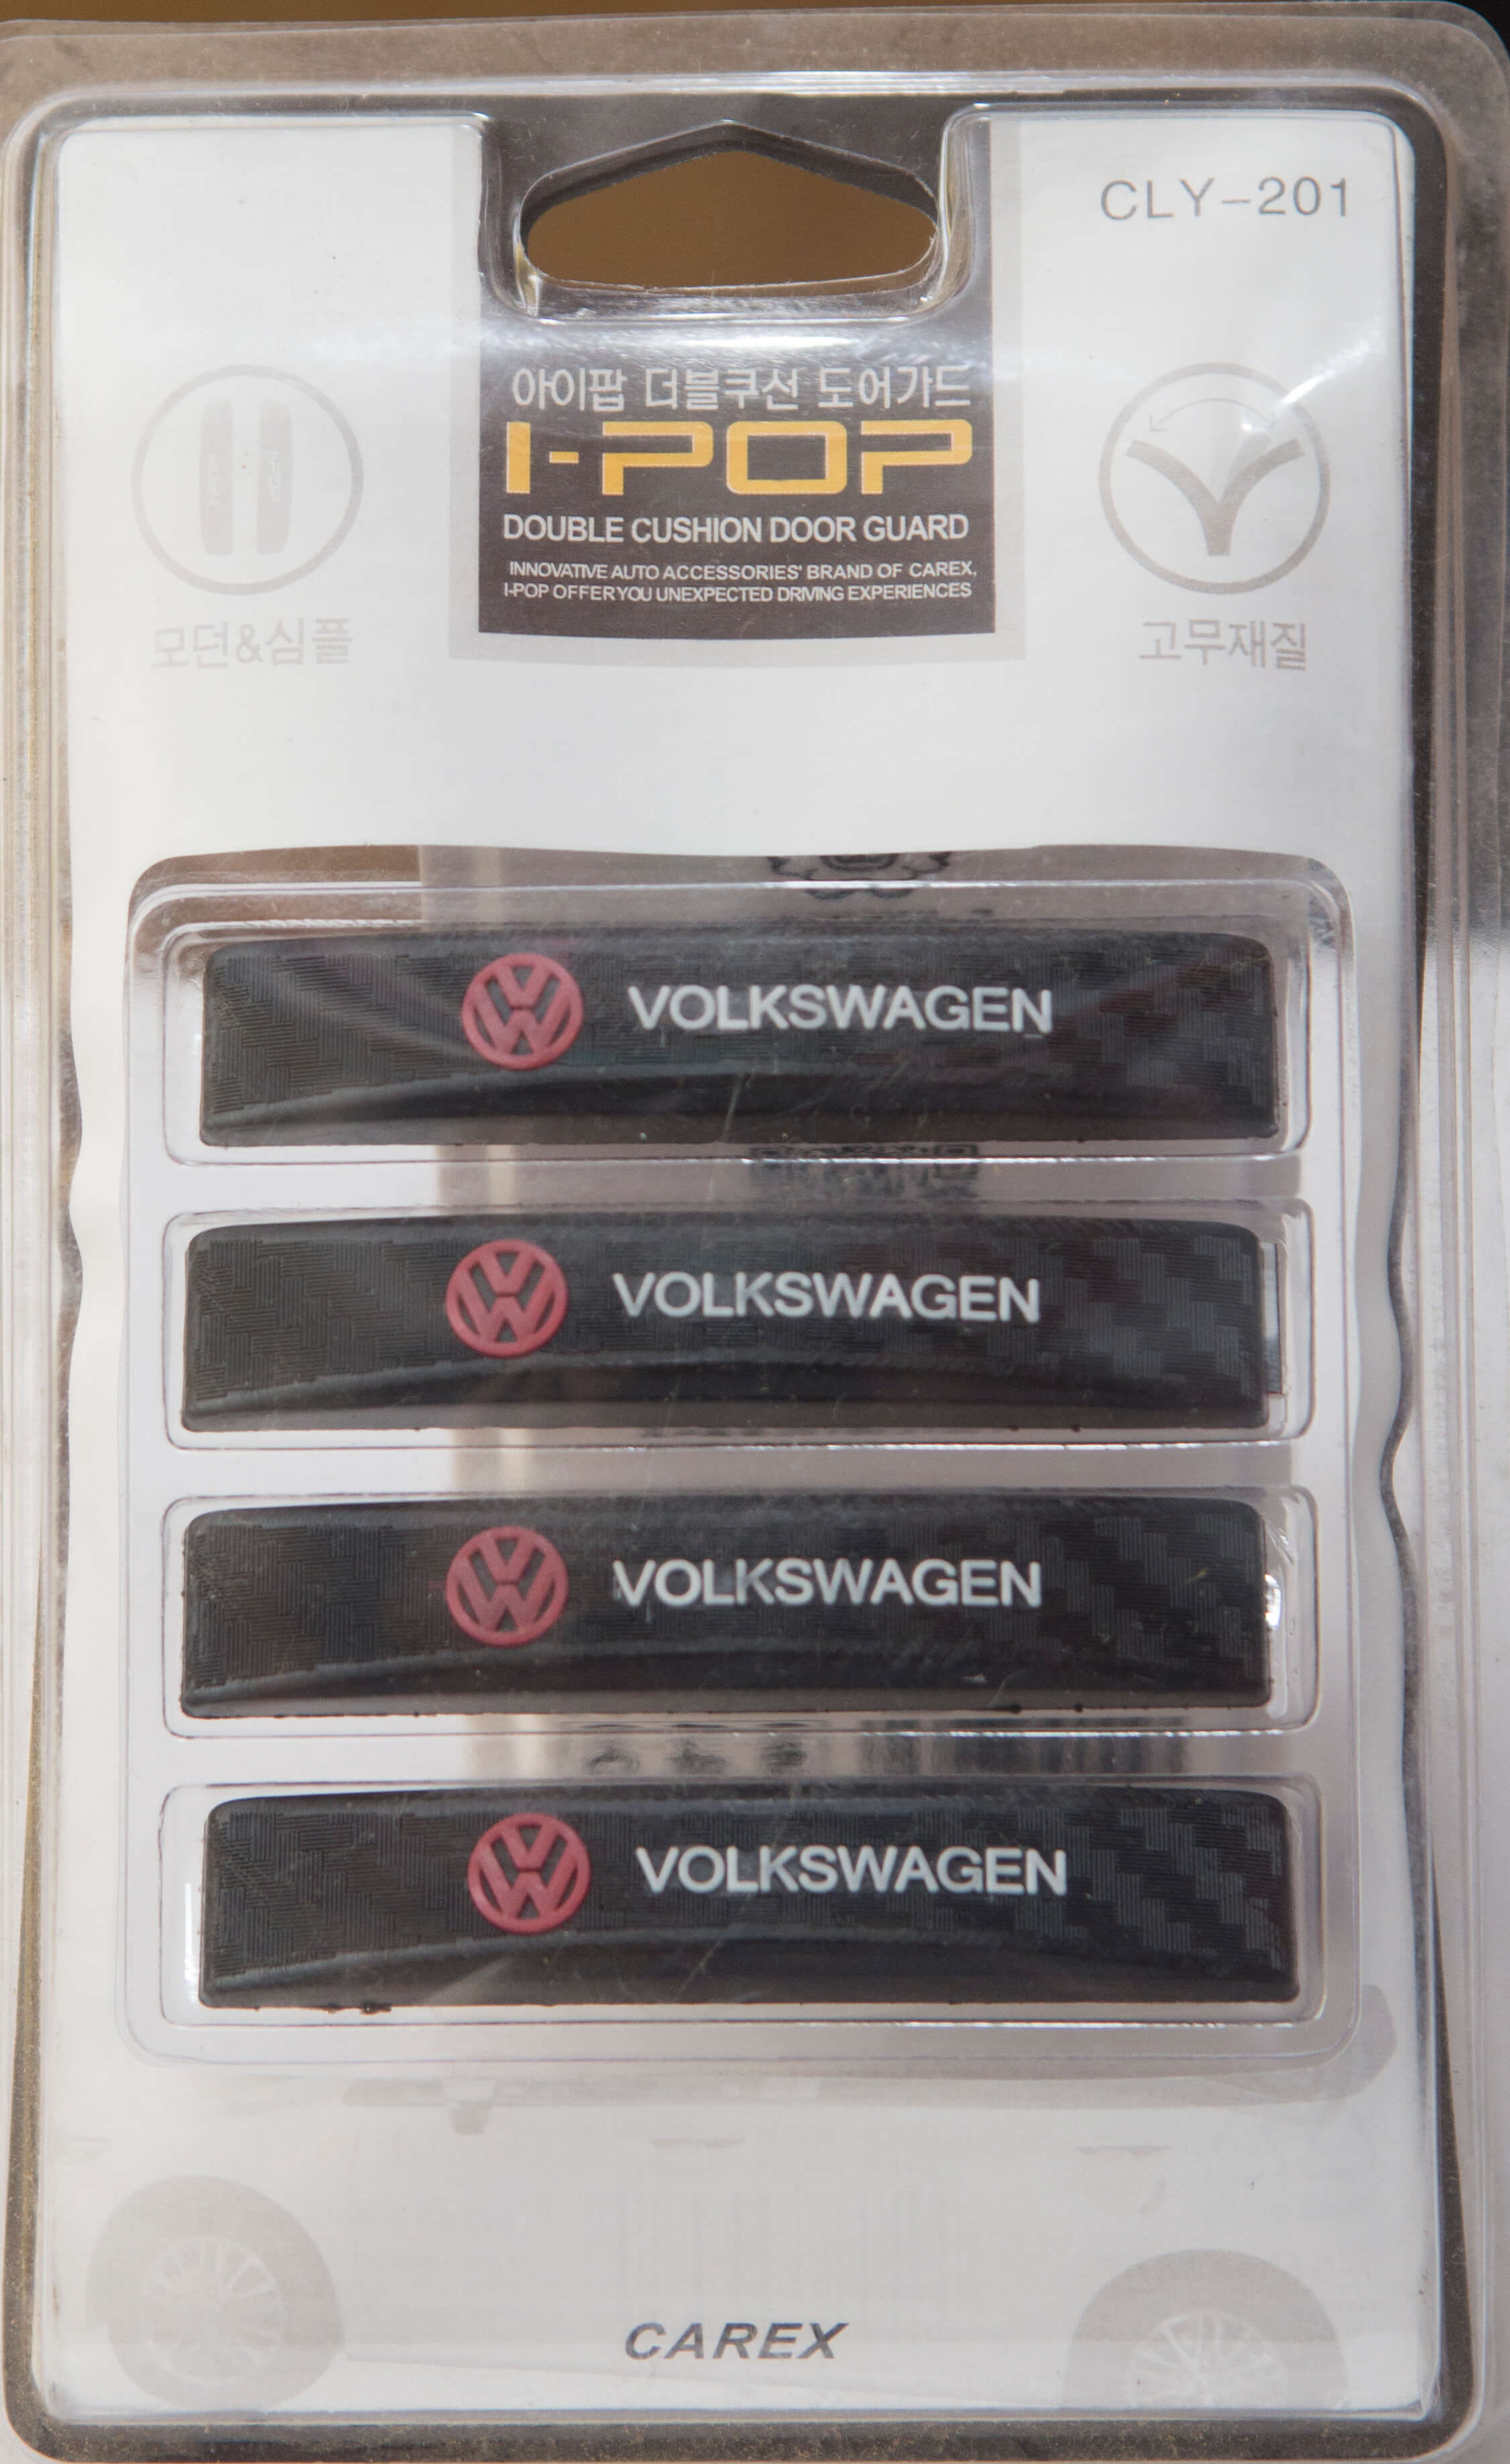 CLY-201
아이팝 더블쿠션 도어가드
I-POP
DOUBLE CUSHION DOOR GUARD
INNOVATIVE AUTO ACCESSORIES' BRAND OF CAREX,
I-POP OFFER YOU UNEXPECTED DRIVING EXPERIENCES
모던&심플
고무재질
VOLKSWAGEN
VOLKSWAGEN
VOLKSWAGEN
VOLKSWAGEN
CAREX